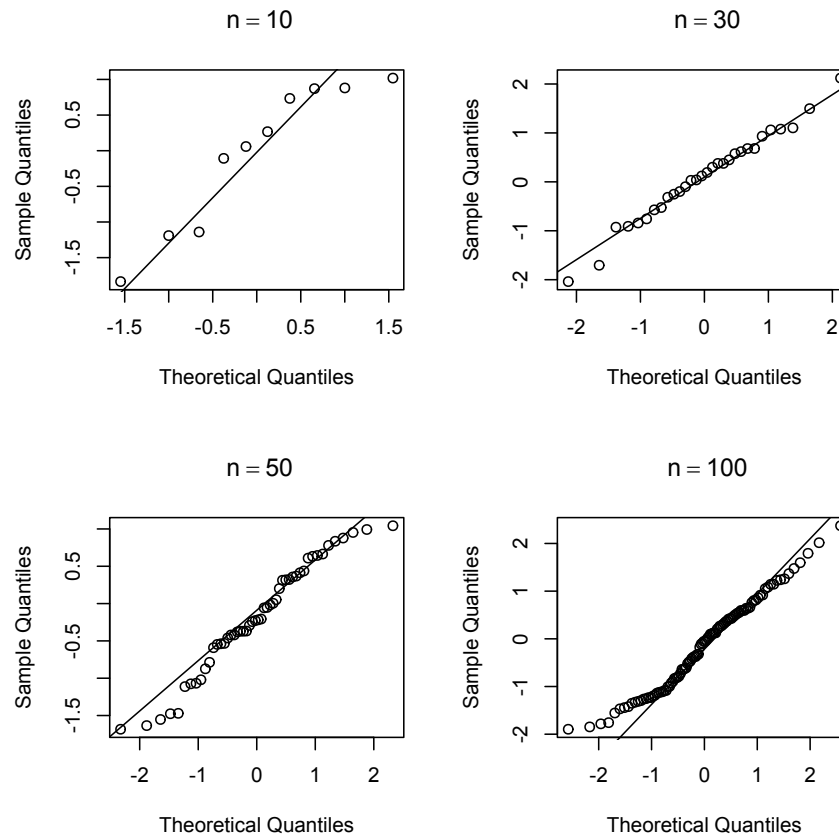 n = 10
Sample Quantiles
0.5
-0.5
-1.5
-1.5 -0.5 0.5 1.5
Theoretical Quantiles
n = 30
Sample Quantiles
2
1
0
-1
-2
-2 -1 0 1 2
Theoretical Quantiles
n = 50
Sample Quantiles
0.5
-0.5
-1.5
-2 -1 0 1 2
Theoretical Quantiles
n = 100
Sample Quantiles
2
1
0
-1
-2
-2 -1 0 1 2
Theoretical Quantiles